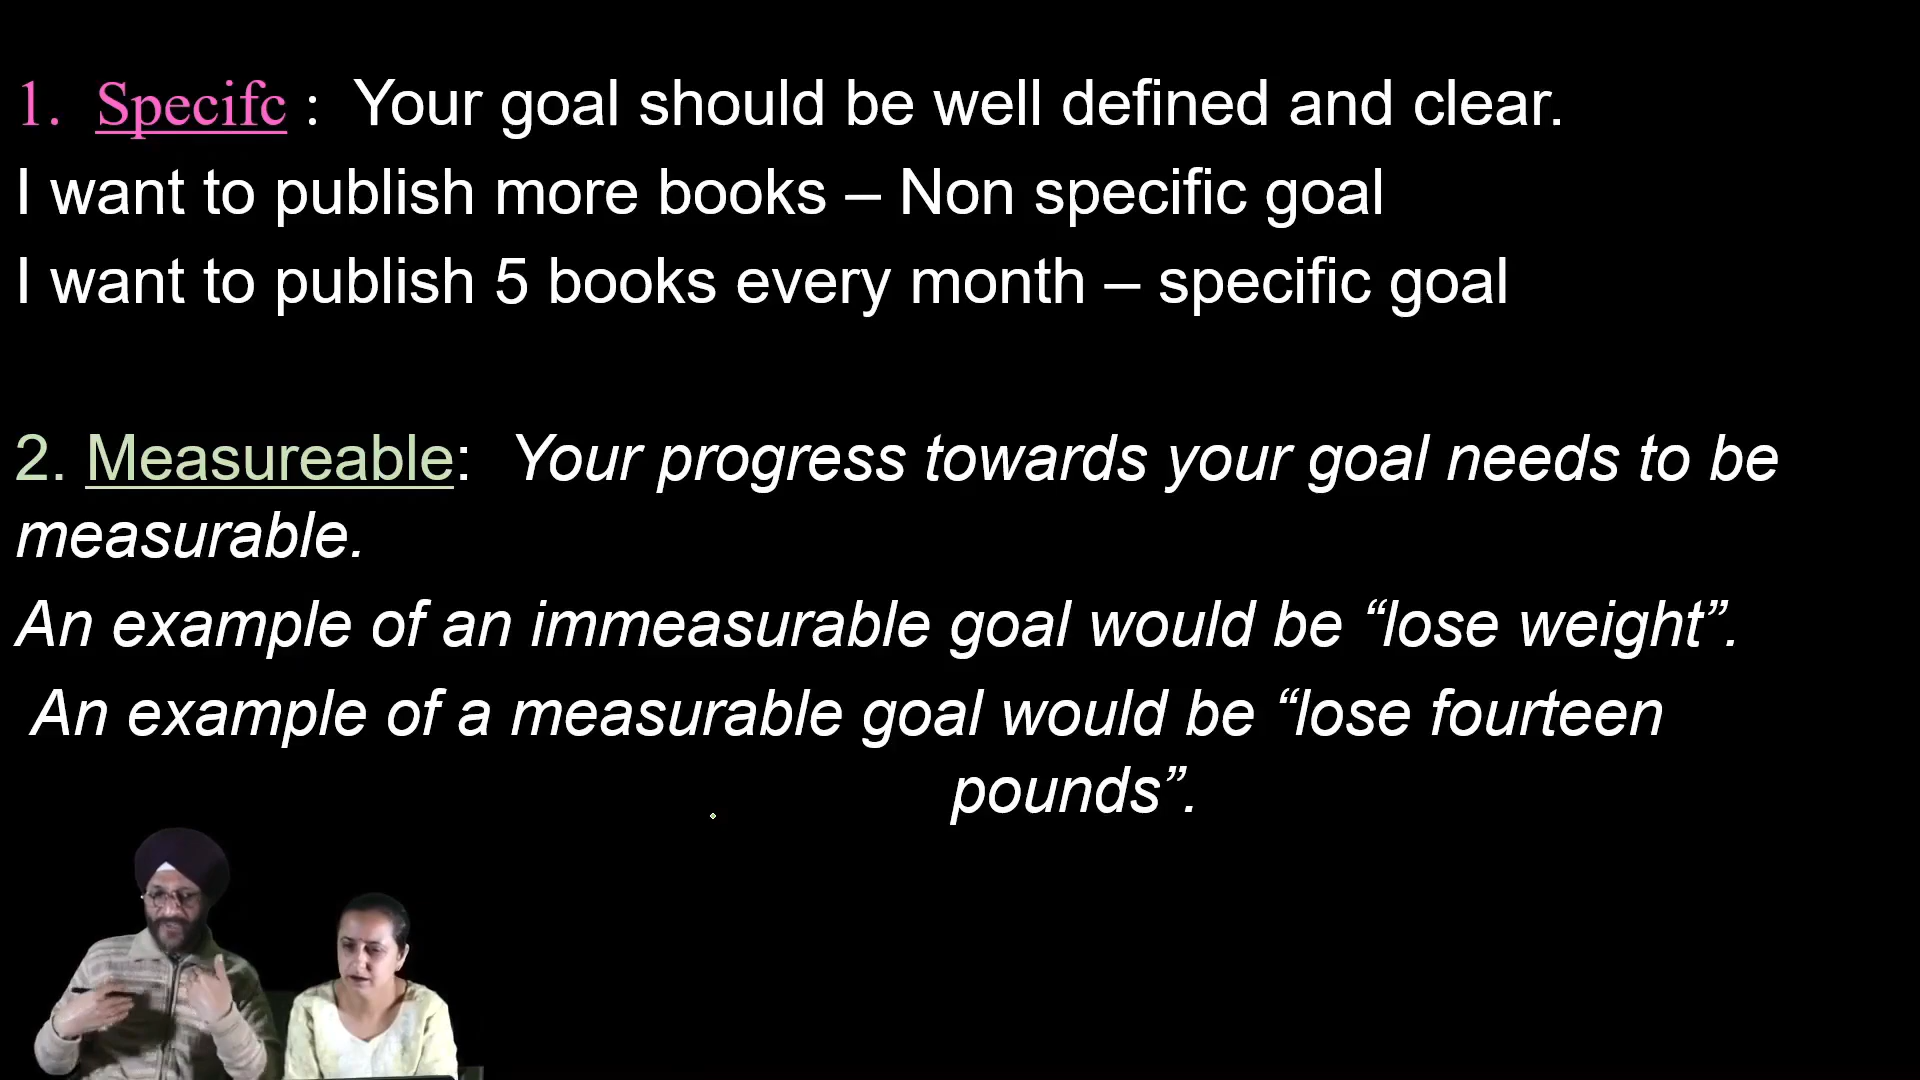 1. Specifc : Your goal should be well defined and clear.
I want to publish more books – Non specific goal
I want to publish 5 books every month – specific goal
2. Measureable: Your progress towards your goal needs to be
measurable.
An example of an immeasurable goal would be “lose weight”.
An example of a measurable goal would be “lose fourteen
pounds”.